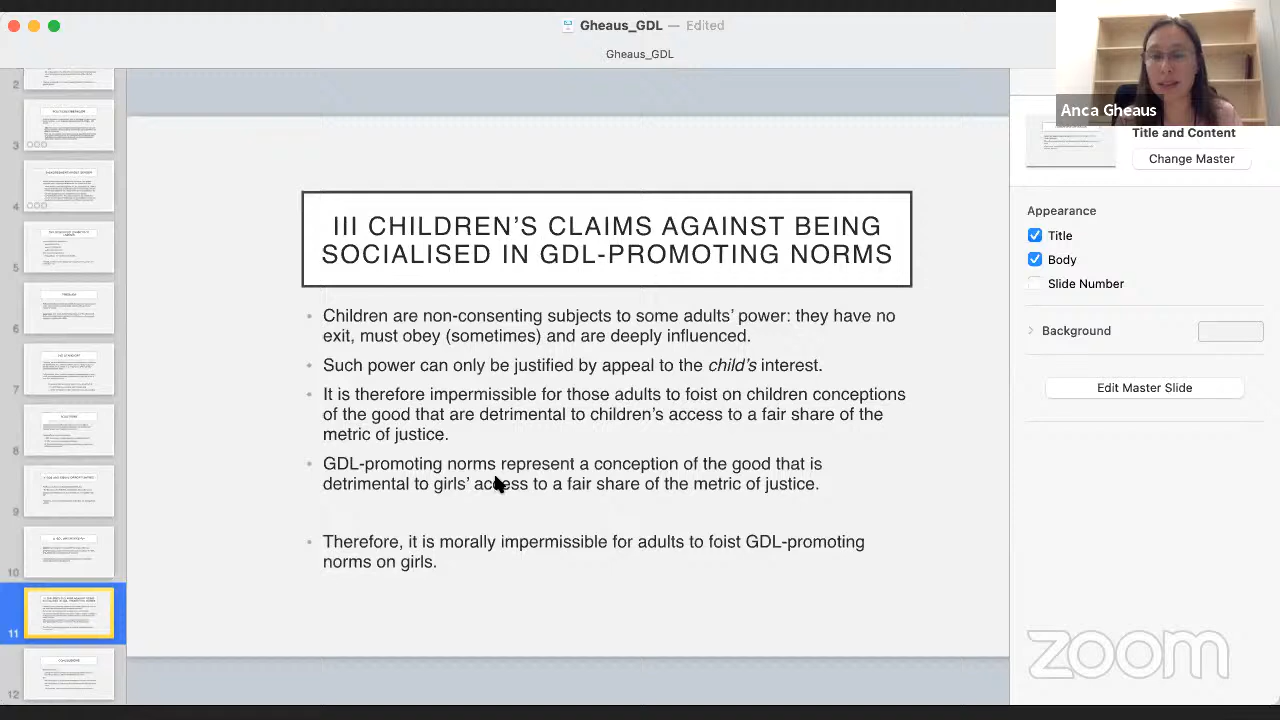 Gheaus_GDL — Edited
Gheaus_GDL
Anca Gheaus
Title and Content
Change Master
Appearance
Title
Body
Slide Number
Background
Edit Master Slide
zoom
2
3
4
5
6
7
8
9
10
11
12
III CHILDREN'S CLAIMS AGAINST BEING
SOCIALISED IN GDL-PROMOTING NORMS
• Children are non-consenting subjects to some adults' power: they have no
exit, must obey (sometimes) and are deeply influenced.
• Such power can only be justified by appeal to the child's interest.
• It is therefore impermissible for those adults to foist on children conceptions
of the good that are detrimental to children's access to a fair share of the
metric of justice.
• GDL-promoting norms represent a conception of the good that is
detrimental to girls' access to a fair share of the metric of justice.
• Therefore, it is morally impermissible for adults to foist GDL-promoting
norms on girls.